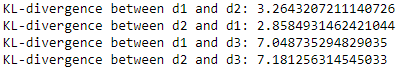 KL-divergence between d1 and d2: 3.2643207211140726
KL-divergence between d2 and d1: 2.8584931462421044
KL-divergence between d1 and d3: 7.048735294829035
KL-divergence between d2 and d3: 7.181256314545033